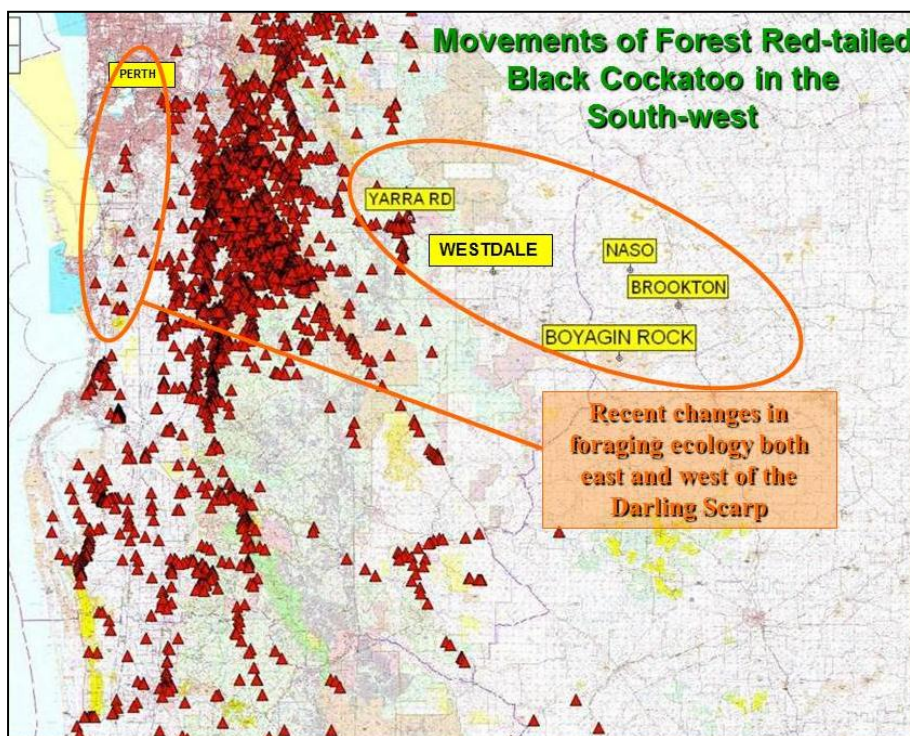 Movements of Forest Red-tailed
Black Cockatoo in the
South-west
PERTH
YARRA RD
WESTDALE
NASO
BROOKTON
BOYAGIN ROCK
Recent changes in
foraging ecology both
east and west of the
Darling Scarp